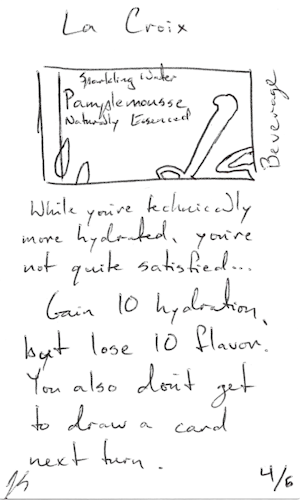 La Croix
Sparkling Water
Pamplemousse
Naturally Essenced
Beverage
While you're technically
more hydrated, you're
not quite satisfied...
Gain 10 hydration,
but lose 10 flavor.
You also don't get
to draw a card
next turn.
4/6